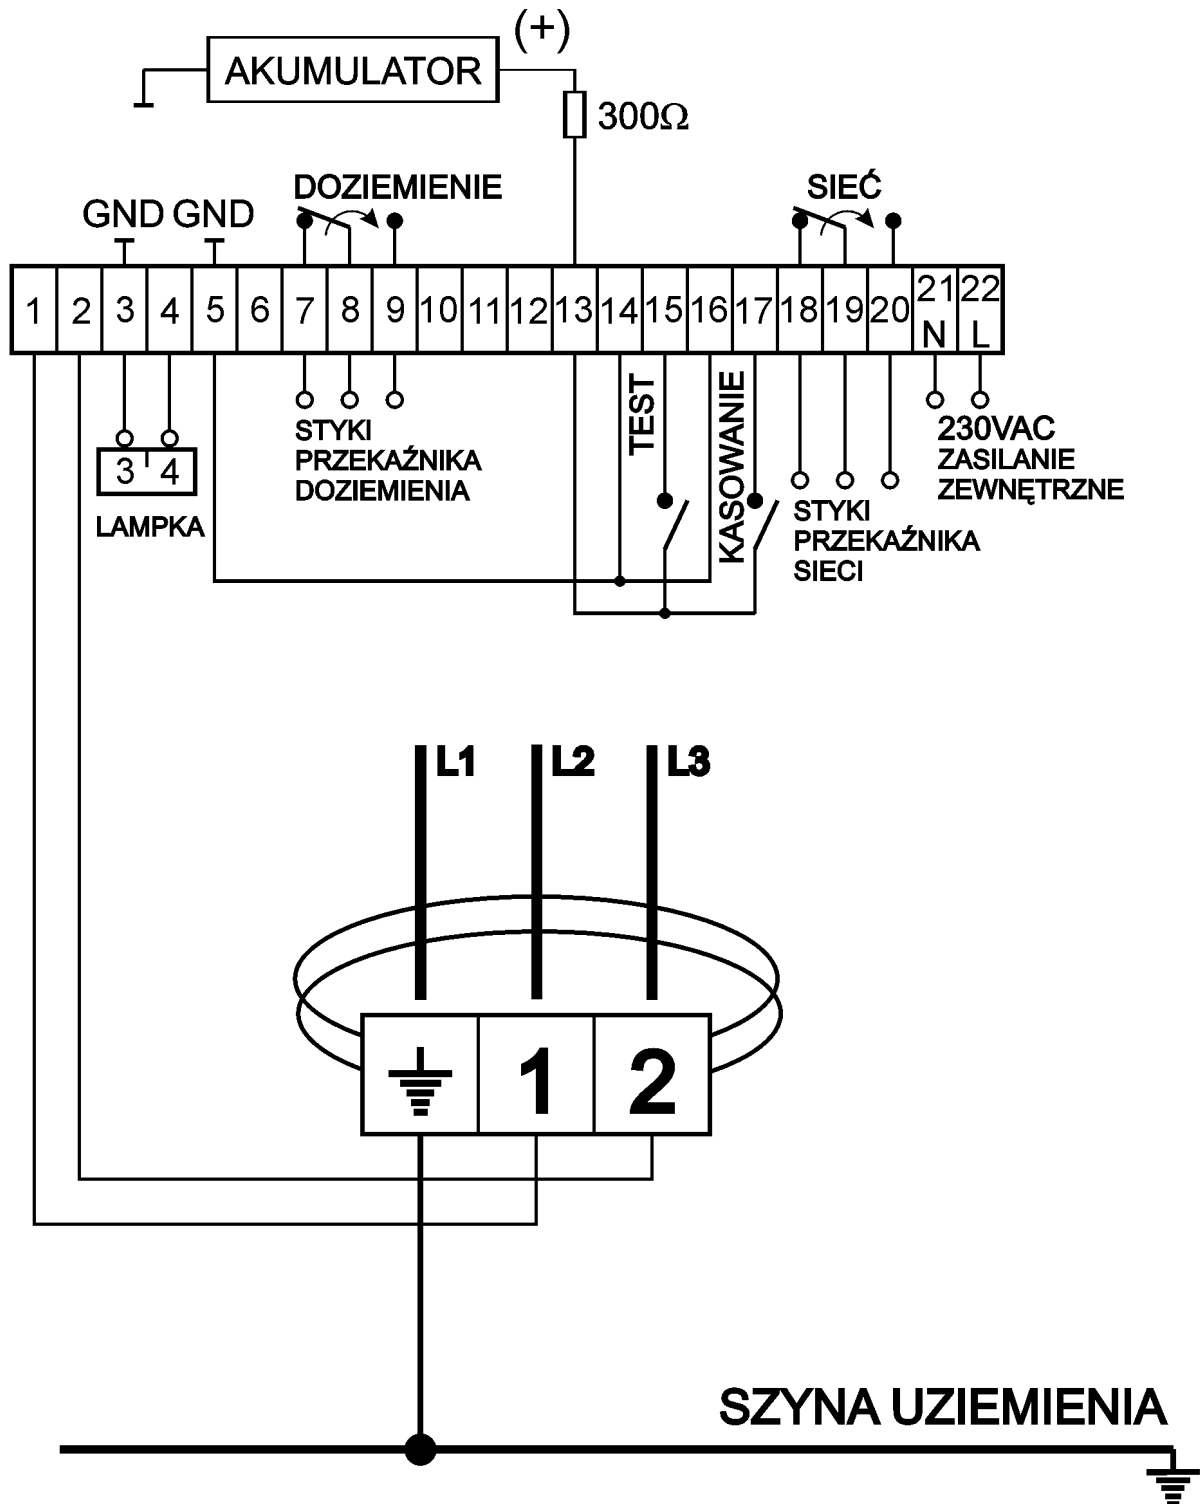 (+)
AKUMULATOR
300Ω
DOZIEMIENIE
SIEĆ
GND GND
1 2 3 4 5 6 7 8 9 10 11 12 13 14 15 16 17 18 19 20 21 22
N L
TEST
KASOWANIE
230VAC
ZASILANIE
ZEWNĘTRZNE
STYKI
PRZEKAŹNIKA
DOZIEMIENIA
3 4
LAMPKA
STYKI
PRZEKAŹNIKA
SIECI
L1 L2 L3
1 2
SZYNA UZIEMIENIA